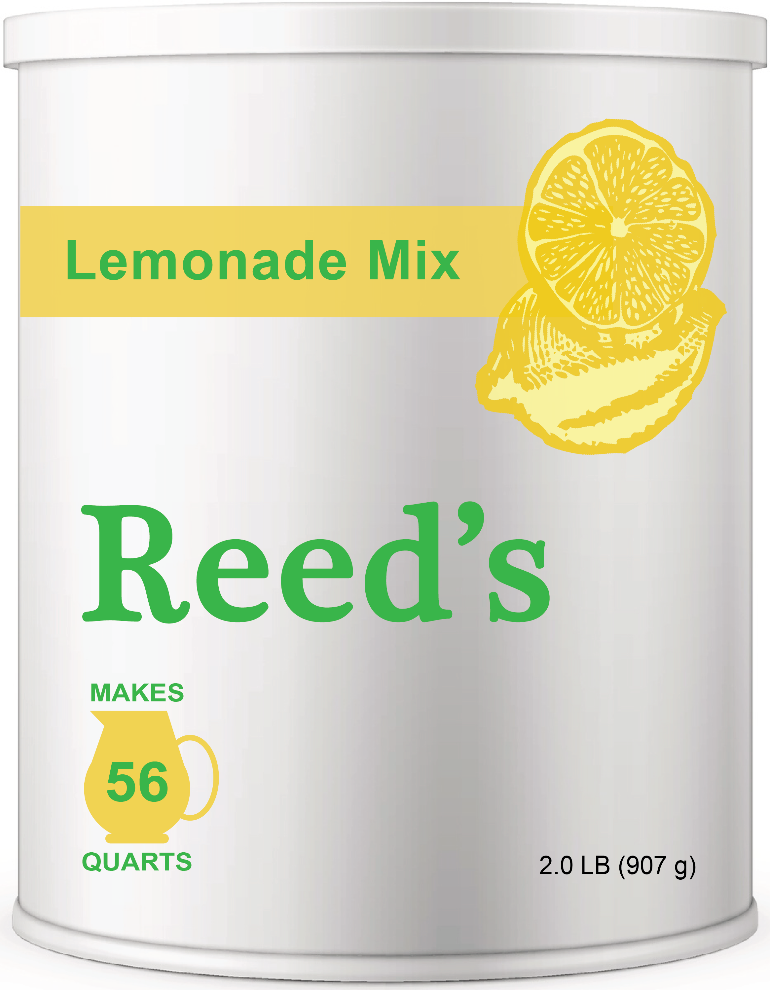 Lemonade Mix
Reed’s
MAKES
56
QUARTS
2.0 LB (907 g)